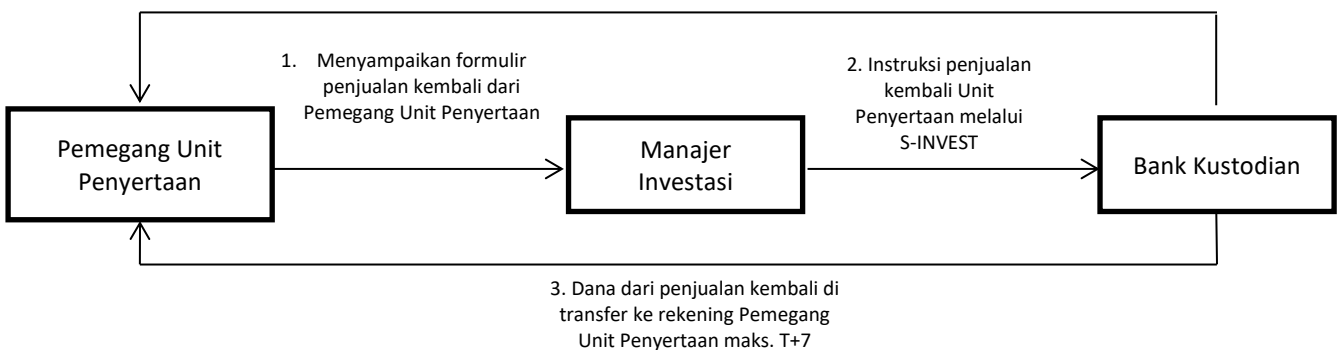 1. Menyampaikan formulir
penjualan kembali dari
Pemegang Unit Penyertaan
2. Instruksi penjualan
kembali Unit
Penyertaan melalui
S-INVEST
Pemegang Unit
Penyertaan
Manajer
Investasi
Bank Kustodian
3. Dana dari penjualan kembali di
transfer ke rekening Pemegang
Unit Penyertaan maks. T+7